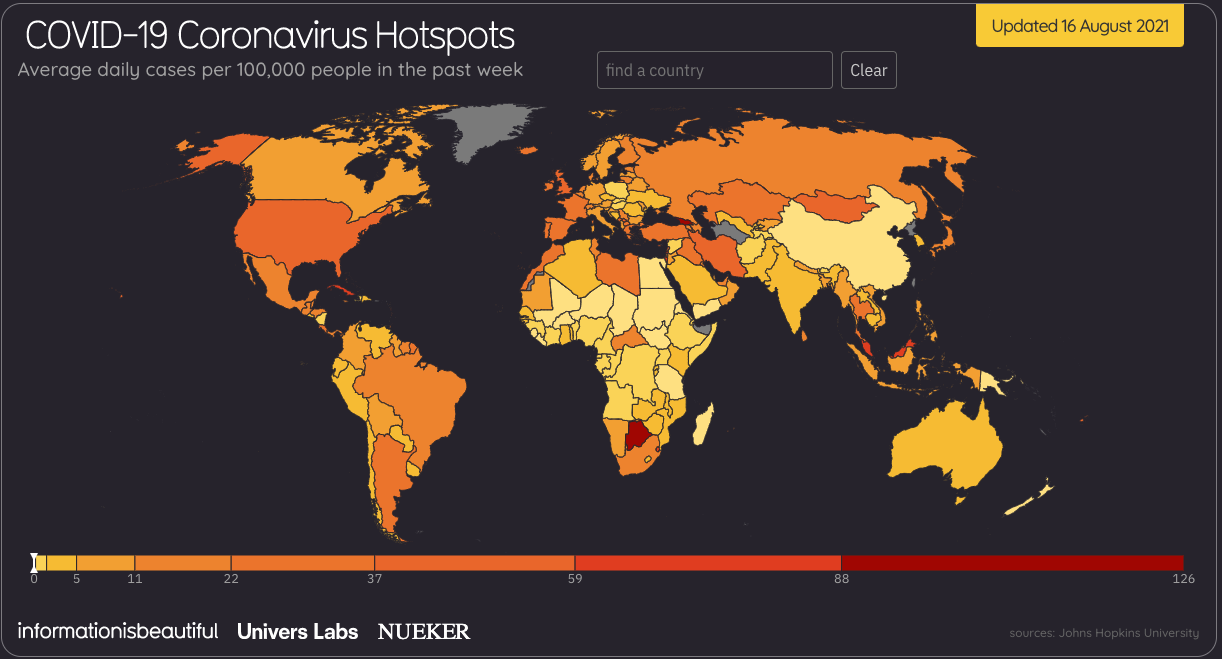 COVID-19 Coronavirus Hotspots
Updated 16 August 2021
Average daily cases per 100,000 people in the past week
find a country
Clear
0 5 11 22 37 59 88 126
informationisbeautiful Univers Labs NUEKER
sources: Johns Hopkins University